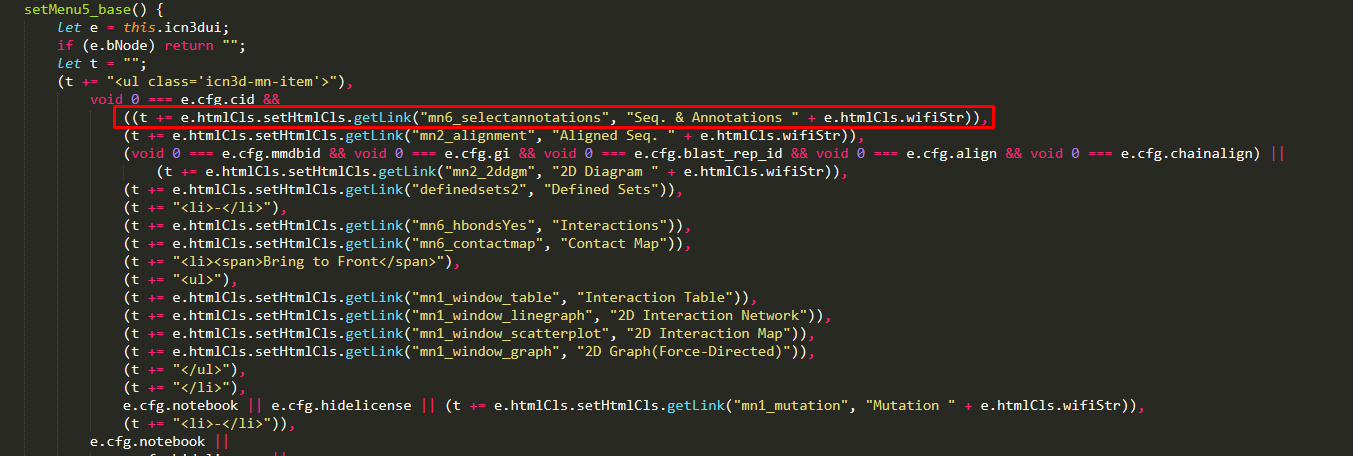 setMenu5_base() {
let e = this.icn3dui;
if (e.bNode) return "";
let t = "";
(t += "<ul class='icn3d-mn-item'>"),
void 0 === e.cfg.cid &&
((t += e.htmlCls.setHtmlCls.getLink("mn6_selectannotations", "Seq. & Annotations " + e.htmlCls.wifiStr)),
(t += e.htmlCls.setHtmlCls.getLink("mn2_alignment", "Aligned Seq. " + e.htmlCls.wifiStr)),
(void 0 === e.cfg.mmdbid && void 0 === e.cfg.gi && void 0 === e.cfg.blast_rep_id && void 0 === e.cfg.align && void 0 === e.cfg.chainalign) ||
(t += e.htmlCls.setHtmlCls.getLink("mn2_2ddgm", "2D Diagram " + e.htmlCls.wifiStr)),
(t += e.htmlCls.setHtmlCls.getLink("definedsets2", "Defined Sets")),
(t += "<li>-</li>"),
(t += e.htmlCls.setHtmlCls.getLink("mn6_hbondsYes", "Interactions")),
(t += e.htmlCls.setHtmlCls.getLink("mn6_contactmap", "Contact Map")),
(t += "<li><span>Bring to Front</span>"),
(t += "<ul>"),
(t += e.htmlCls.setHtmlCls.getLink("mn1_window_table", "Interaction Table")),
(t += e.htmlCls.setHtmlCls.getLink("mn1_window_linegraph", "2D Interaction Network")),
(t += e.htmlCls.setHtmlCls.getLink("mn1_window_scatterplot", "2D Interaction Map")),
(t += e.htmlCls.setHtmlCls.getLink("mn1_window_graph", "2D Graph(Force-Directed)")),
(t += "</ul>"),
(t += "</li>"),
e.cfg.notebook || e.cfg.hidelicense || (t += e.htmlCls.setHtmlCls.getLink("mn1_mutation", "Mutation " + e.htmlCls.wifiStr)),
(t += "<li>-</li>")),
e.cfg.notebook ||